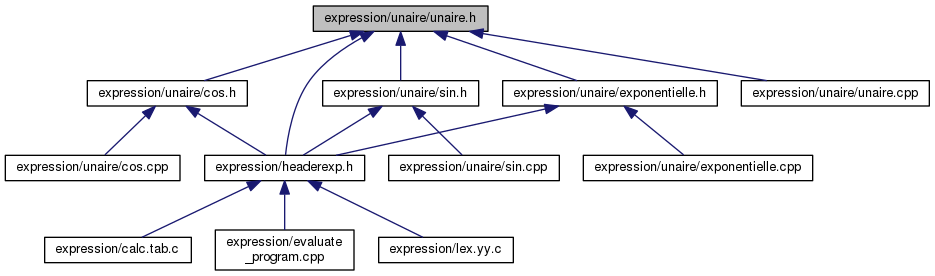 expression/unaire/unaire.h
expression/unaire/cos.h
expression/unaire/sin.h
expression/unaire/exponentielle.h
expression/unaire/unaire.cpp
expression/unaire/cos.cpp
expression/headerexp.h
expression/unaire/sin.cpp
expression/unaire/exponentielle.cpp
expression/calc.tab.c
expression/evaluate
_program.cpp
expression/lex.yy.c